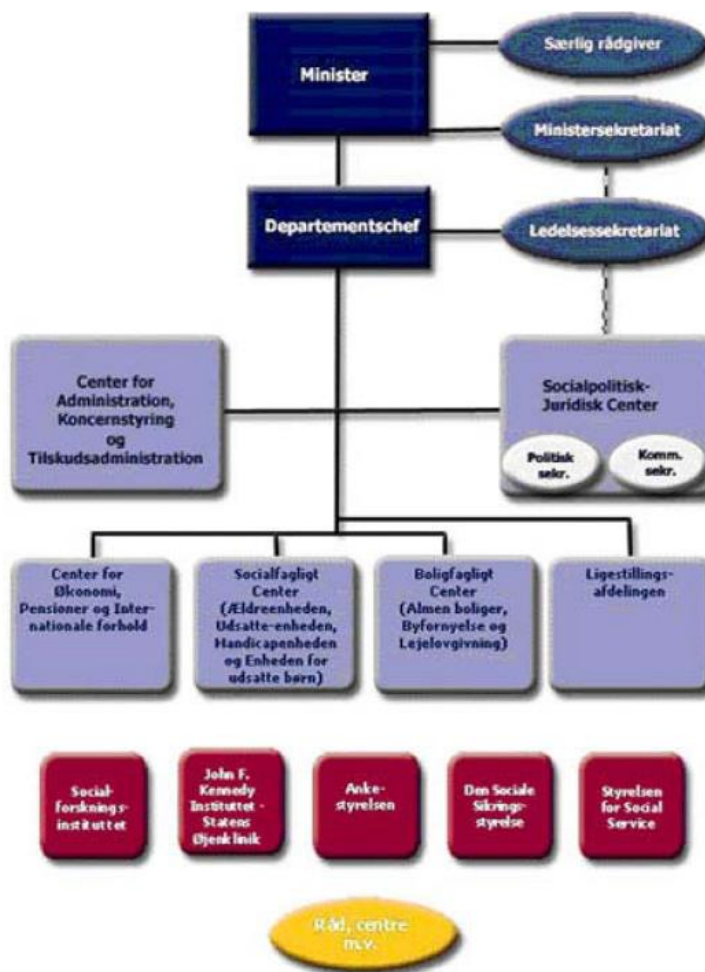 Særlig rådgiver
Minister
Ministersekretariat
Departementschef
Ledelsessekretariat
Center for
Administration,
Koncernstyring
og
Tilskudsadministration
Socialpolitisk-
Juridisk Center
Politisk
sekr.
Komm.
sekr.
Center for
Økonomi,
Pensioner og Inter-
nationale forhold
Socialfagligt
Center
(Ældreenheden,
Udsatte-enheden,
Handicapenheden
og Enheden for
udsatte børn)
Boligfagligt
Center
(Almen boliger,
Byfornyelse og
Lejelovgivning)
Ligestillings-
afdelingen
Social-
forsknings-
instituttet
John F.
Kennedy
Instituttet -
Statens
Øjenklinik
Anke-
styrelsen
Den Sociale
Sikrings-
styrelse
Styrelsen
for Social
Service
Råd, centre
m.v.